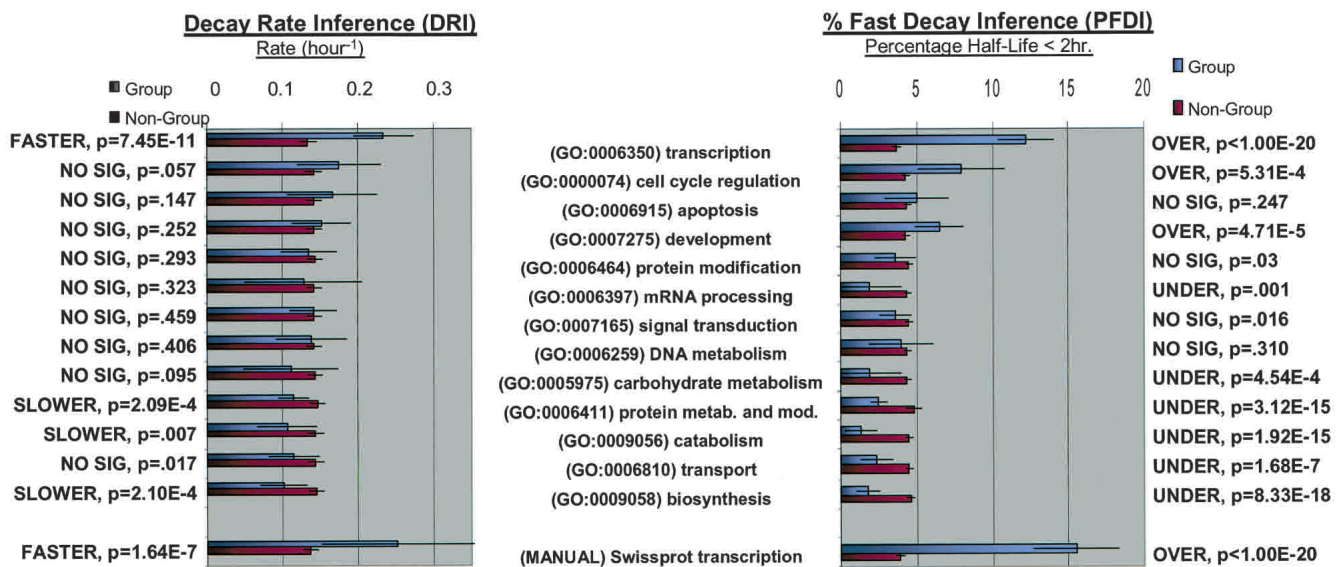 Decay Rate Inference (DRI)
Rate (hour⁻¹)
Group
Non-Group
0 0.1 0.2 0.3
FASTER, p=7.45E-11
NO SIG, p=.057
NO SIG, p=.147
NO SIG, p=.252
NO SIG, p=.293
NO SIG, p=.323
NO SIG, p=.459
NO SIG, p=.406
NO SIG, p=.095
SLOWER, p=2.09E-4
SLOWER, p=.007
NO SIG, p=.017
SLOWER, p=2.10E-4
FASTER, p=1.64E-7
(GO:0006350) transcription
(GO:0000074) cell cycle regulation
(GO:0006915) apoptosis
(GO:0007275) development
(GO:0006464) protein modification
(GO:0006397) mRNA processing
(GO:0007165) signal transduction
(GO:0006259) DNA metabolism
(GO:0005975) carbohydrate metabolism
(GO:0006411) protein metab. and mod.
(GO:0009056) catabolism
(GO:0006810) transport
(GO:0009058) biosynthesis
(MANUAL) Swissprot transcription
% Fast Decay Inference (PFDI)
Percentage Half-Life < 2hr.
0 5 10 15 20
Group
Non-Group
OVER, p<1.00E-20
OVER, p=5.31E-4
NO SIG, p=.247
OVER, p=4.71E-5
NO SIG, p=.03
UNDER, p=.001
NO SIG, p=.016
NO SIG, p=.310
UNDER, p=4.54E-4
UNDER, p=3.12E-15
UNDER, p=1.92E-15
UNDER, p=1.68E-7
UNDER, p=8.33E-18
OVER, p<1.00E-20